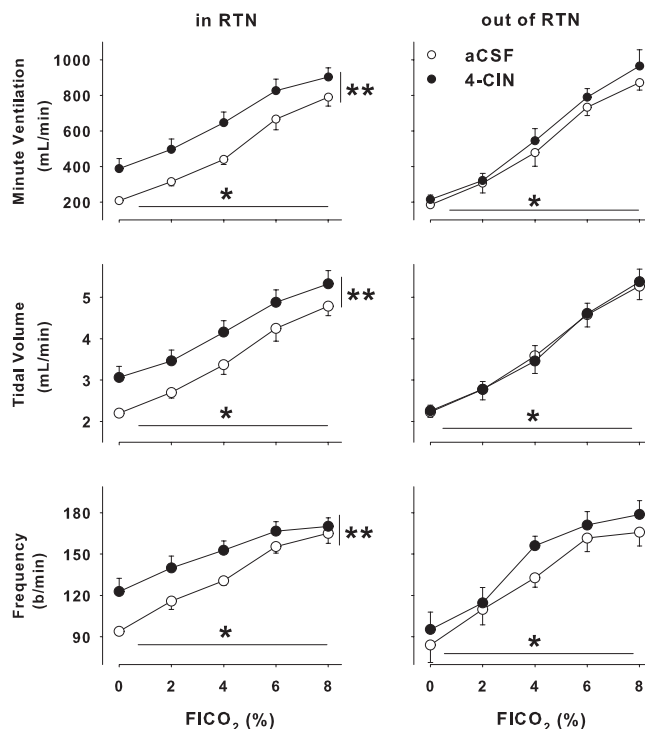 in RTN
out of RTN
aCSF
4-CIN
Minute Ventilation
(mL/min)
1000
800
600
400
200
**
*
*
Tidal Volume
(mL/min)
5
4
3
2
**
*
*
Frequency
(b/min)
180
150
120
90
**
*
*
0 2 4 6 8
0 2 4 6 8
FICO₂ (%)
FICO₂ (%)